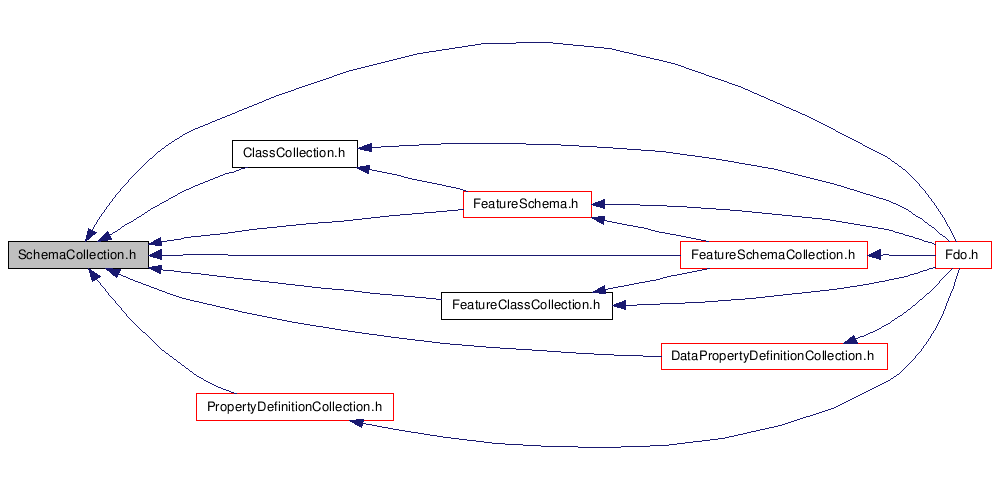 ClassCollection.h
FeatureSchema.h
SchemaCollection.h
FeatureSchemaCollection.h
Fdo.h
FeatureClassCollection.h
DataPropertyDefinitionCollection.h
PropertyDefinitionCollection.h